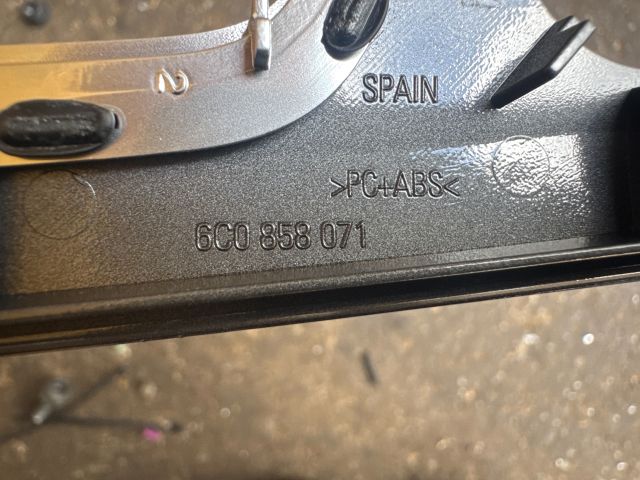 2
SPAIN
>PC+ABS<
6C0 858 071